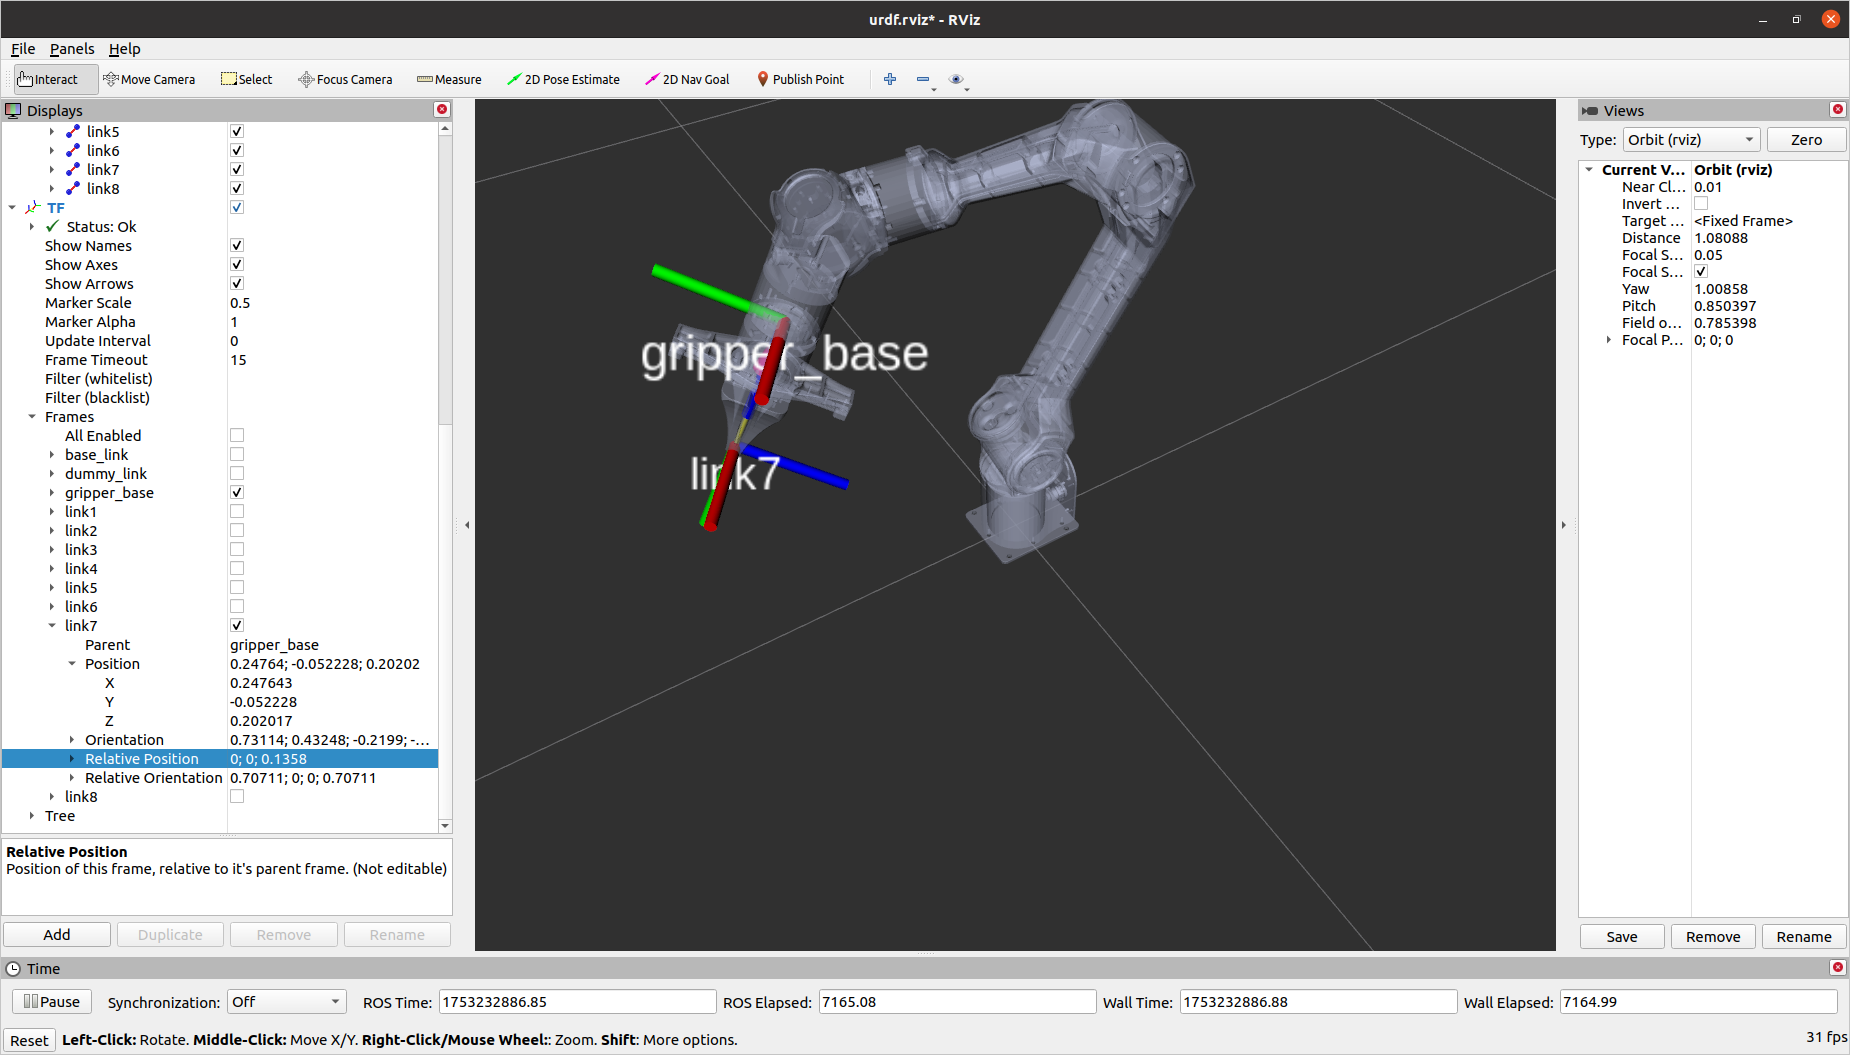 urdf.rviz* - RViz
File Panels Help
Interact Move Camera Select Focus Camera Measure 2D Pose Estimate 2D Nav Goal Publish Point
Displays
link5
link6
link7
link8
TF
Status: Ok
Show Names
Show Axes
Show Arrows
Marker Scale 0.5
Marker Alpha 1
Update Interval 0
Frame Timeout 15
Filter (whitelist)
Filter (blacklist)
Frames
All Enabled
base_link
dummy_link
gripper_base
link1
link2
link3
link4
link5
link6
link7
Parent gripper_base
Position 0.24764; -0.052228; 0.20202
X 0.247643
Y -0.052228
Z 0.202017
Orientation 0.73114; 0.43248; -0.2199; -...
Relative Position 0; 0; 0.1358
Relative Orientation 0.70711; 0; 0; 0.70711
link8
Tree
Relative Position
Position of this frame, relative to it's parent frame. (Not editable)
Add Duplicate Remove Rename
gripper_base
link7
Views
Type: Orbit (rviz) Zero
Current V... Orbit (rviz)
Near Cl... 0.01
Invert ...
Target ... <Fixed Frame>
Distance 1.08088
Focal S... 0.05
Focal S...
Yaw 1.00858
Pitch 0.850397
Field o... 0.785398
Focal P... 0; 0; 0
Save Remove Rename
Time
Pause Synchronization: Off ROS Time: 1753232886.85 ROS Elapsed: 7165.08 Wall Time: 1753232886.88 Wall Elapsed: 7164.99
Reset Left-Click: Rotate. Middle-Click: Move X/Y. Right-Click/Mouse Wheel:: Zoom. Shift: More options. 31 fps